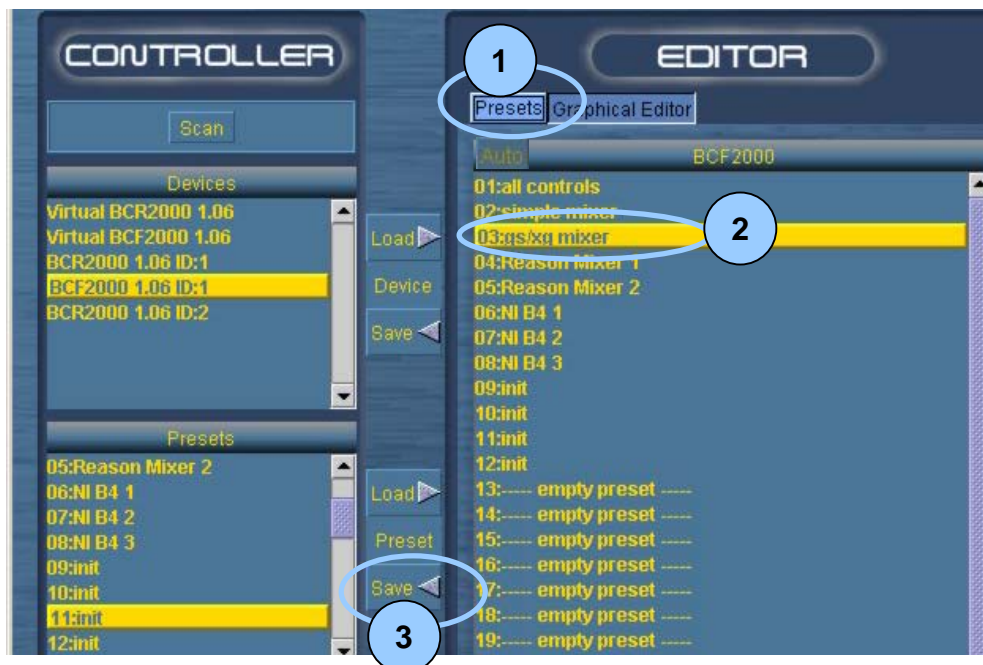 CONTROLLER
Scan
Devices
Virtual BCR2000 1.06
Virtual BCF2000 1.06
BCR2000 1.06 ID:1
BCF2000 1.06 ID:1
BCR2000 1.06 ID:2
Presets
05:Reason Mixer 2
06:NI B4 1
07:NI B4 2
08:NI B4 3
09:init
10:init
11:init
12:init
Load
Device
Save
Load
Preset
Save
3
1
EDITOR
Presets Graphical Editor
Auto BCF2000
01:all controls
02:simple mixer
03:gs/xg mixer
2
04:Reason Mixer 1
05:Reason Mixer 2
06:NI B4 1
07:NI B4 2
08:NI B4 3
09:init
10:init
11:init
12:init
13:----- empty preset -----
14:----- empty preset -----
15:----- empty preset -----
16:----- empty preset -----
17:----- empty preset -----
18:----- empty preset -----
19:----- empty preset -----